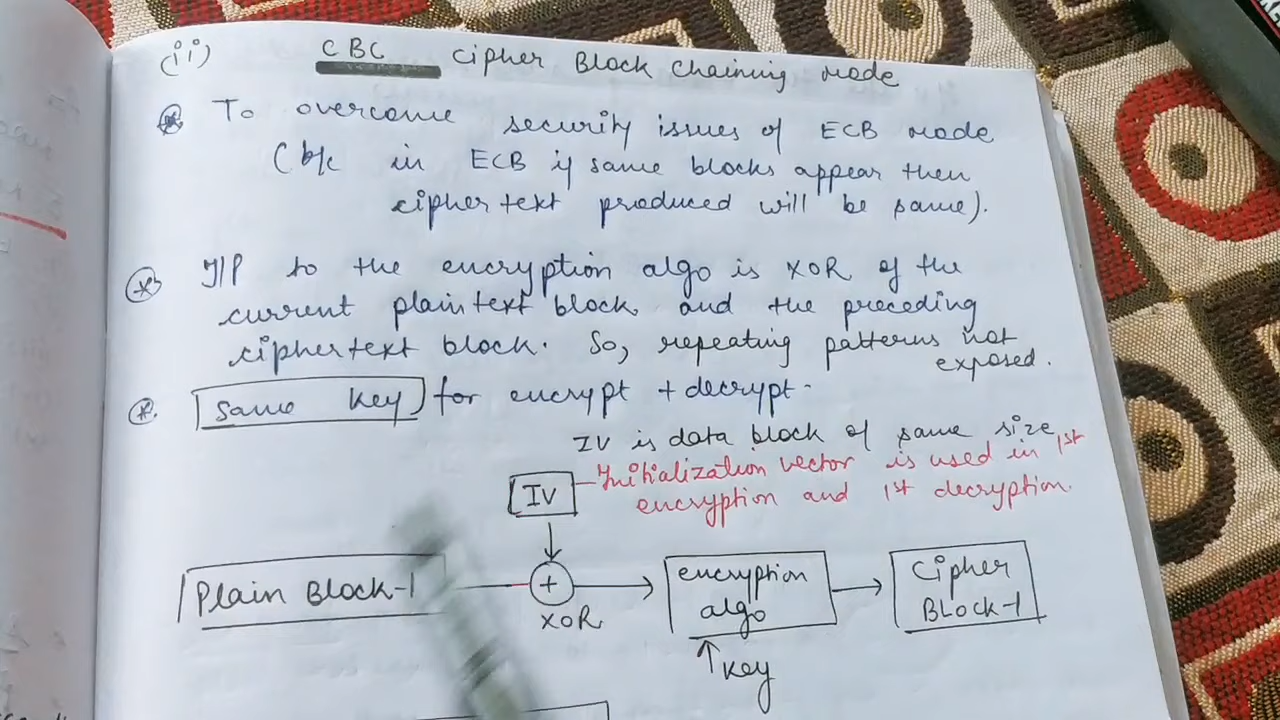 (ii) CBC Cipher Block Chaining Mode
To overcome security issues of ECB mode
(b/c in ECB if same blocks appear then
cipher text produced will be same).
I/P to the encryption algo is XOR of the
current plaintext block and the preceding
ciphertext block. So, repeating patterns not
exposed.
Same Key for encrypt + decrypt.
IV is data block of same size
IV Initialization vector is used in 1st
encryption and 1st decryption.
Plain Block-1 + encryption Cipher
XOR algo Block-1
Key